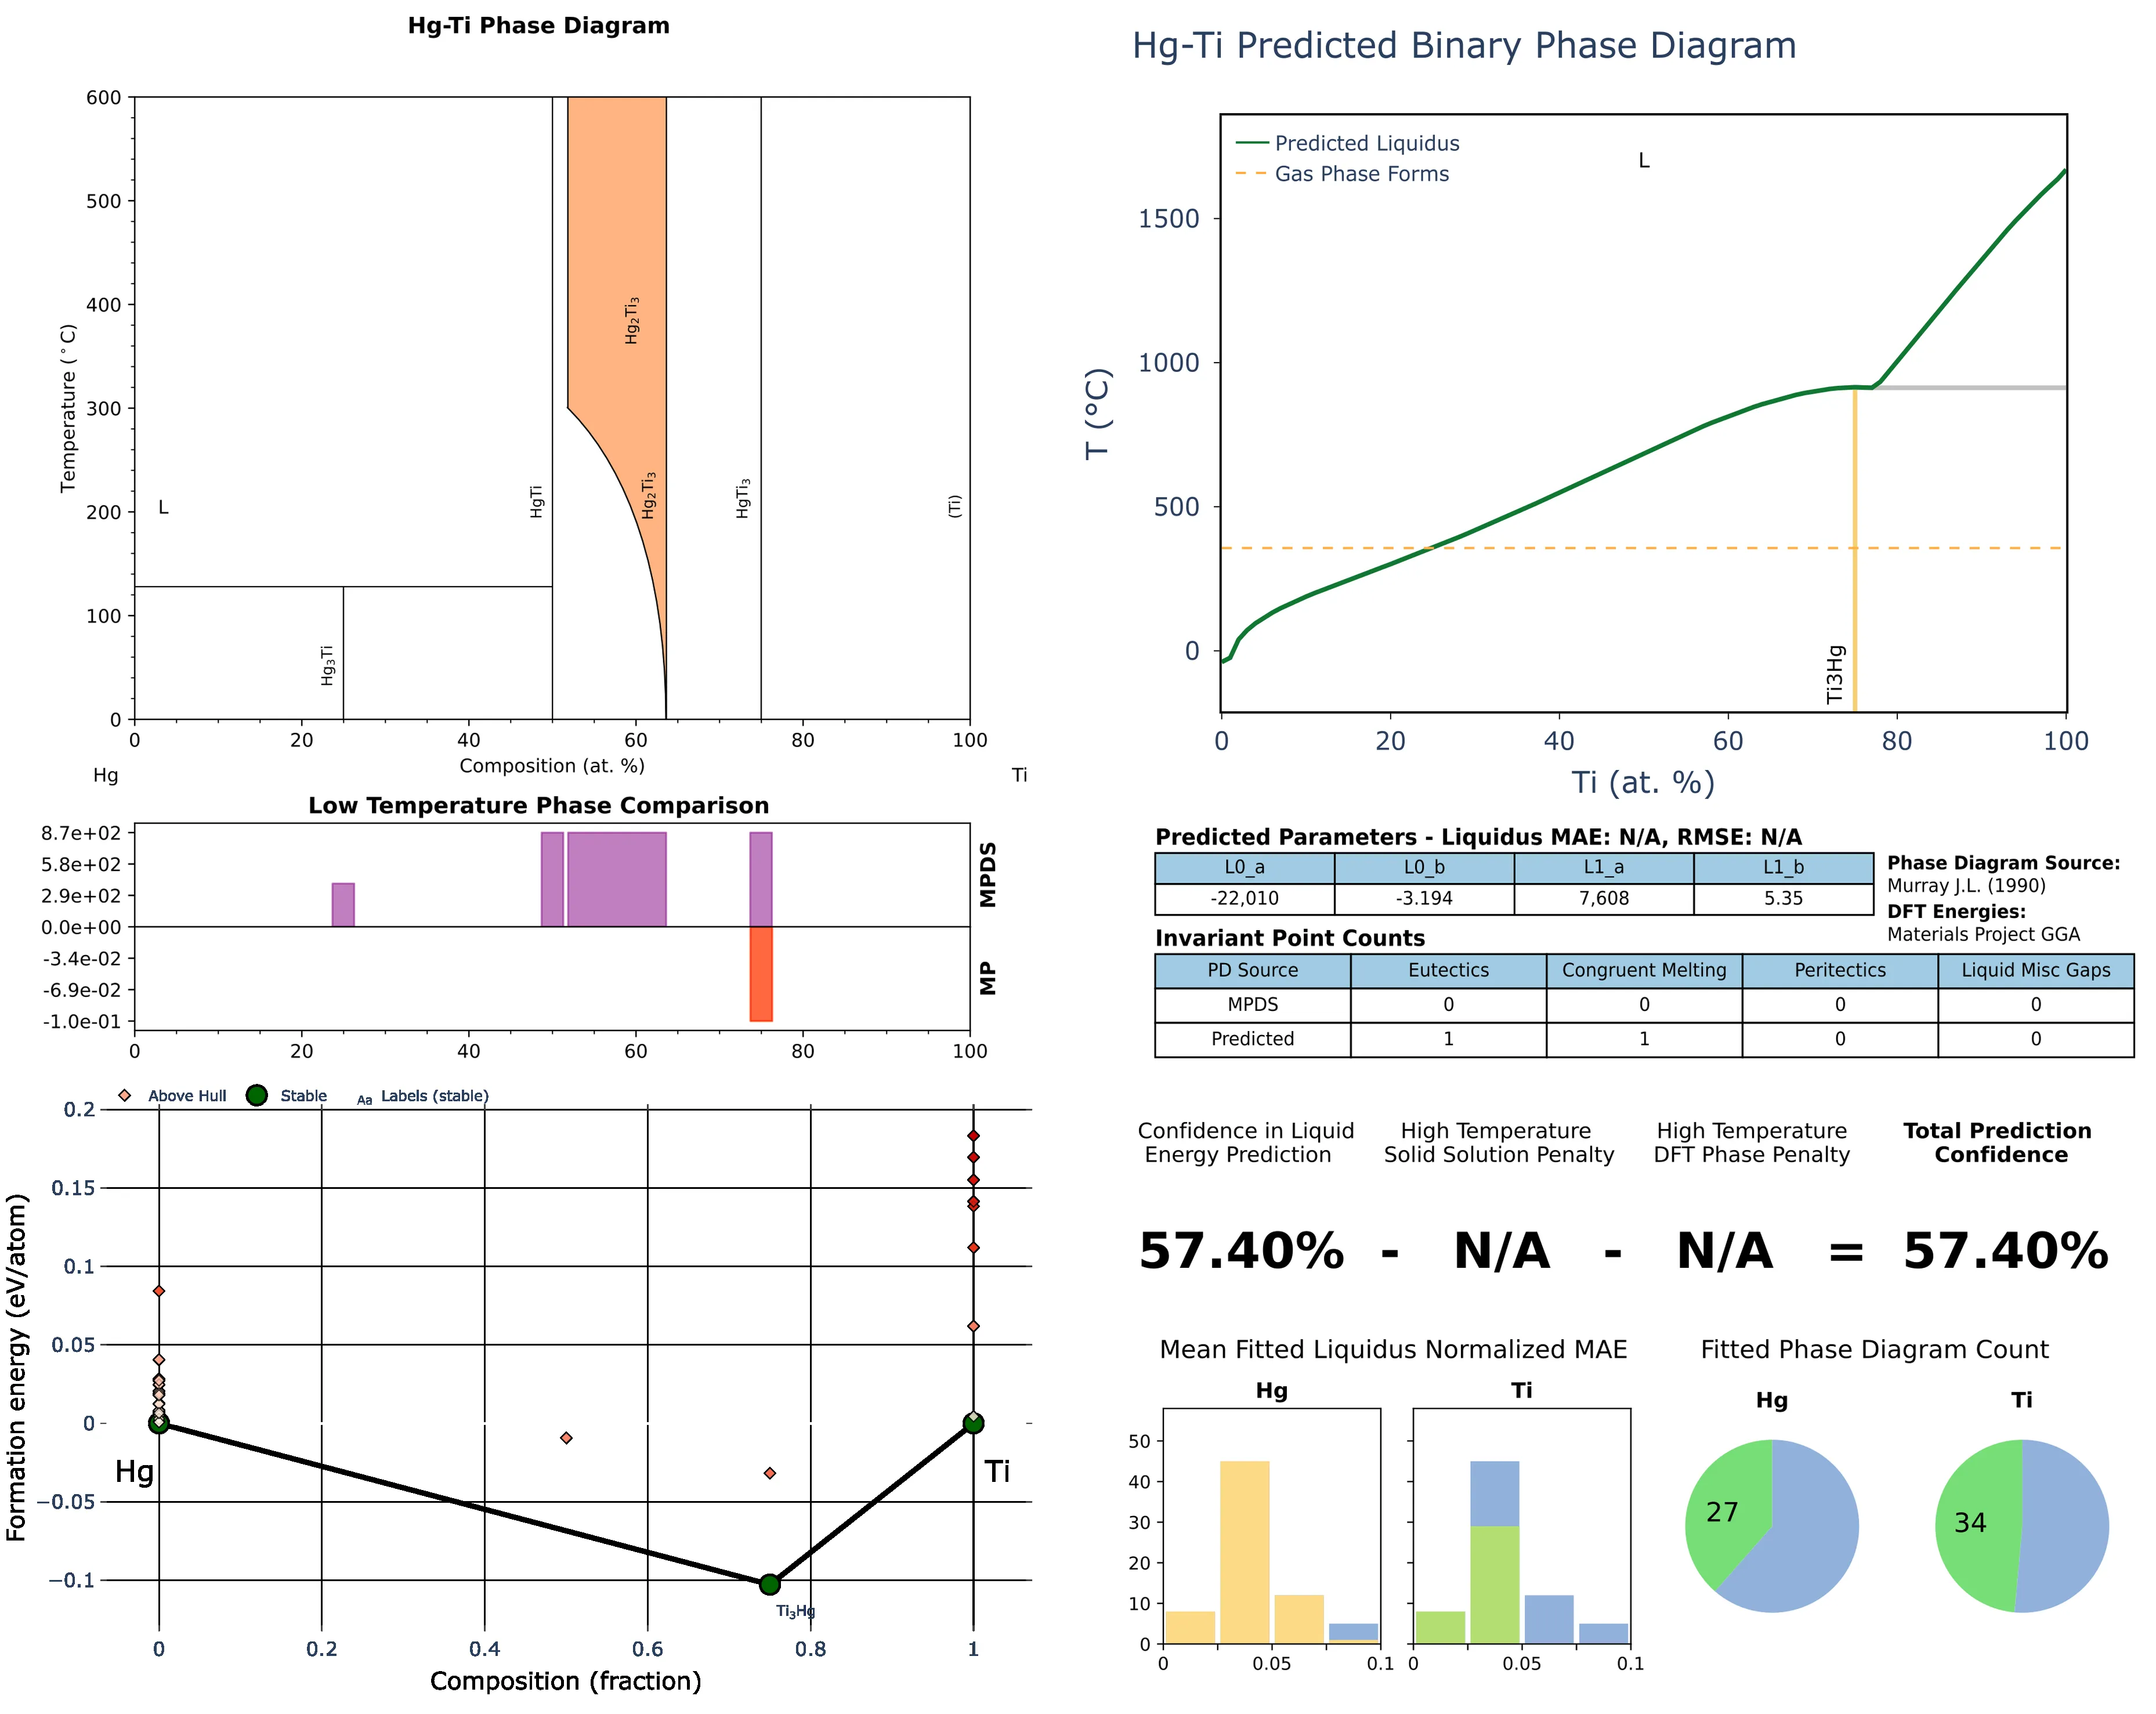 Hg-Ti Phase Diagram
600
500
400
300
200
100
0
Temperature (°C)
L
Hg₃Ti
HgTi
Hg₂Ti₃
Hg₂Ti₃
HgTi₃
(Ti)
0 20 40 60 80 100
Composition (at. %)
Hg Ti
Low Temperature Phase Comparison
8.7e+02
5.8e+02
2.9e+02
0.0e+00
-3.4e-02
-6.9e-02
-1.0e-01
MPDS
MP
0 20 40 60 80 100
Above Hull Stable Aa Labels (stable)
0.2
0.15
0.1
0.05
0
−0.05
−0.1
Formation energy (eV/atom)
Hg Ti
Ti₃Hg
0 0.2 0.4 0.6 0.8 1
Composition (fraction)
Hg-Ti Predicted Binary Phase Diagram
Predicted Liquidus
Gas Phase Forms
L
1500
1000
500
0
T (°C)
Ti3Hg
0 20 40 60 80 100
Ti (at. %)
Predicted Parameters - Liquidus MAE: N/A, RMSE: N/A
L0_a L0_b L1_a L1_b
-22,010 -3.194 7,608 5.35
Phase Diagram Source:
Murray J.L. (1990)
DFT Energies:
Materials Project GGA
Invariant Point Counts
PD Source Eutectics Congruent Melting Peritectics Liquid Misc Gaps
MPDS 0 0 0 0
Predicted 1 1 0 0
Confidence in Liquid
Energy Prediction
High Temperature
Solid Solution Penalty
High Temperature
DFT Phase Penalty
Total Prediction
Confidence
57.40% - N/A - N/A = 57.40%
Mean Fitted Liquidus Normalized MAE
Hg Ti
50
40
30
20
10
0
0 0.05 0.1
0 0.05 0.1
Fitted Phase Diagram Count
Hg Ti
27 34